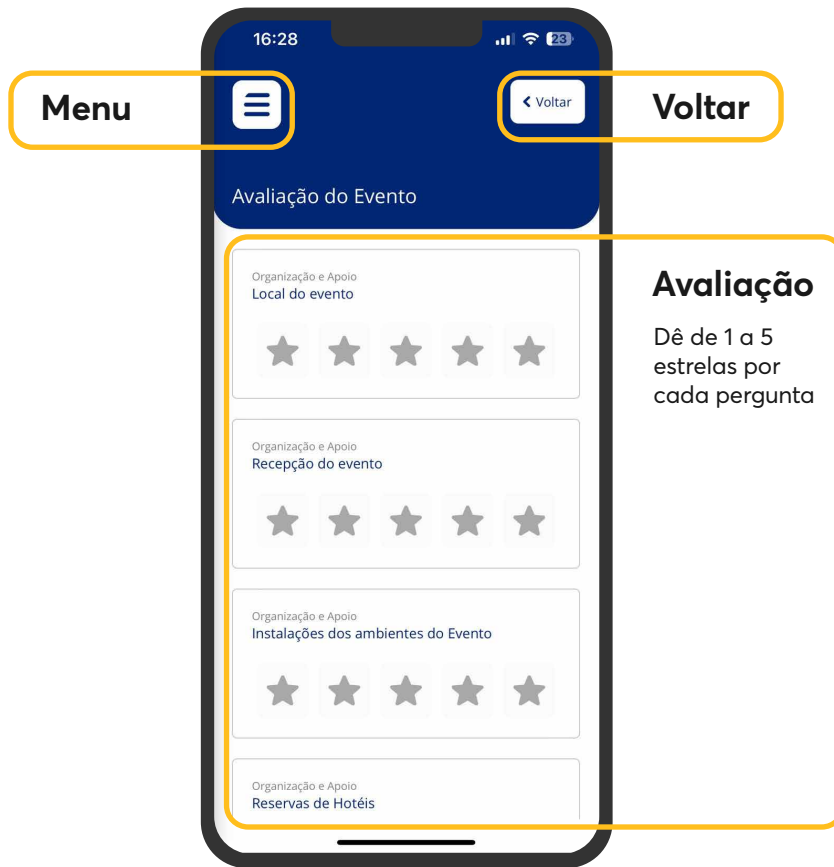 16:28
23
Menu
Voltar
Voltar
Avaliação do Evento
Organização e Apoio
Local do evento
Avaliação
Dê de 1 a 5
estrelas por
cada pergunta
Organização e Apoio
Recepção do evento
Organização e Apoio
Instalações dos ambientes do Evento
Organização e Apoio
Reservas de Hotéis